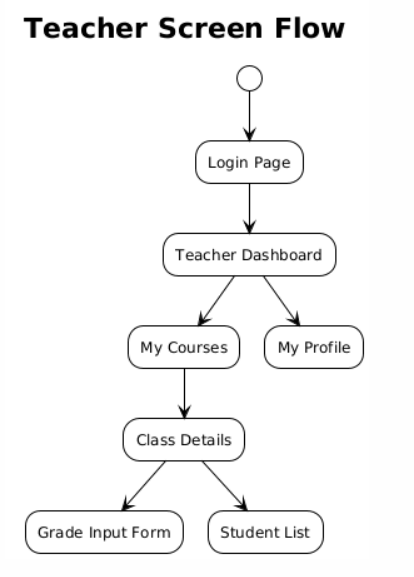 Teacher Screen Flow
Login Page
Teacher Dashboard
My Courses
My Profile
Class Details
Grade Input Form
Student List